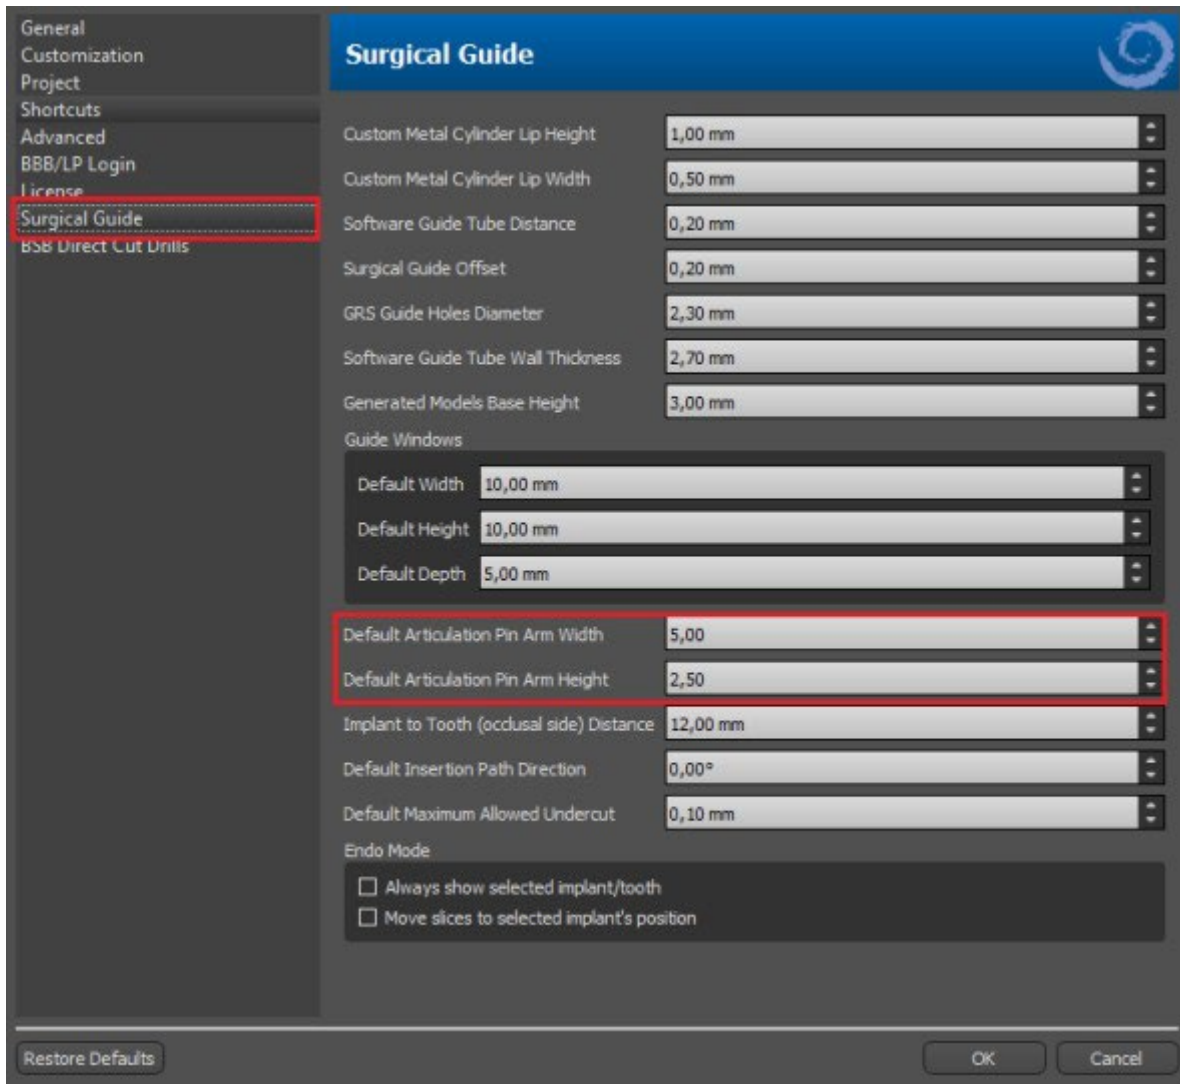 General
Customization
Project
Shortcuts
Advanced
BBB/LP Login
License
Surgical Guide
BSB Direct Cut Drills
Surgical Guide
Custom Metal Cylinder Lip Height 1,00 mm
Custom Metal Cylinder Lip Width 0,50 mm
Software Guide Tube Distance 0,20 mm
Surgical Guide Offset 0,20 mm
GRS Guide Holes Diameter 2,30 mm
Software Guide Tube Wall Thickness 2,70 mm
Generated Models Base Height 3,00 mm
Guide Windows
Default Width 10,00 mm
Default Height 10,00 mm
Default Depth 5,00 mm
Default Articulation Pin Arm Width 5,00
Default Articulation Pin Arm Height 2,50
Implant to Tooth (occlusal side) Distance 12,00 mm
Default Insertion Path Direction 0,00°
Default Maximum Allowed Undercut 0,10 mm
Endo Mode
Always show selected implant/tooth
Move slices to selected implant's position
Restore Defaults OK Cancel